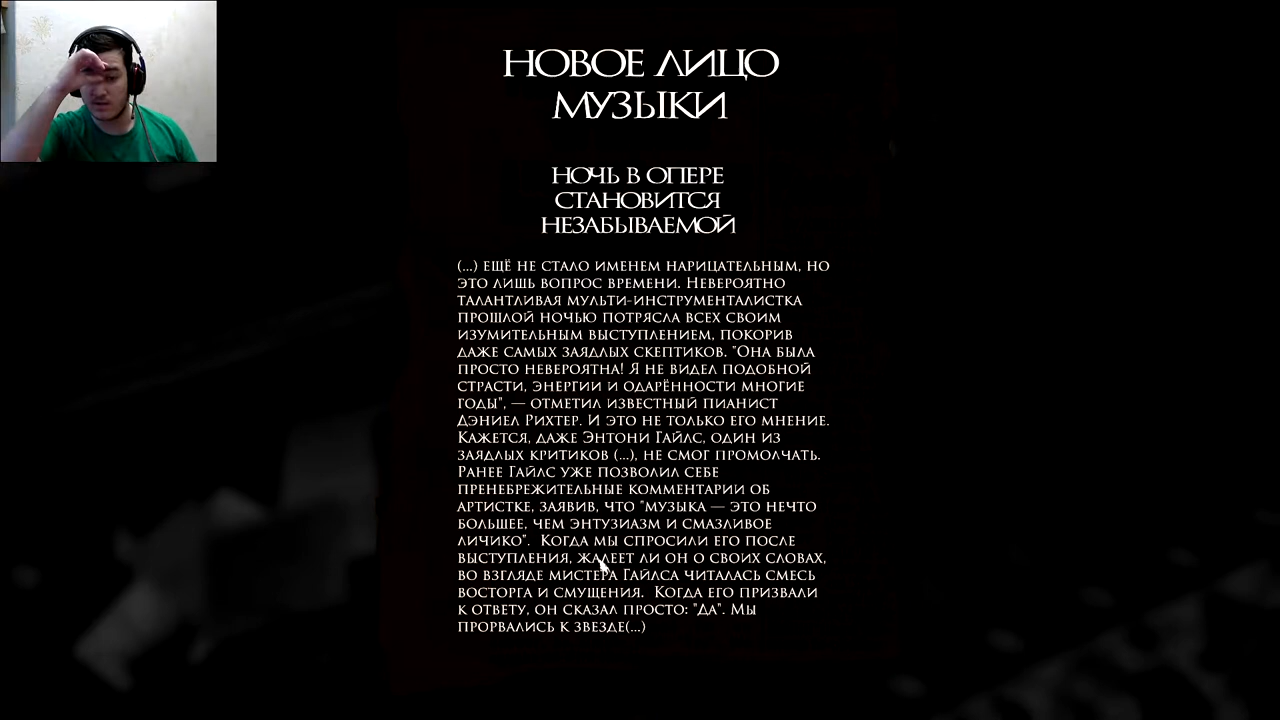 НОВОЕ ЛИЦО
МУЗЫКИ
НОЧЬ В ОПЕРЕ
СТАНОВИТСЯ
НЕЗАБЫВАЕМОЙ
(...) ЕЩЁ НЕ СТАЛО ИМЕНЕМ НАРИЦАТЕЛЬНЫМ, НО
ЭТО ЛИШЬ ВОПРОС ВРЕМЕНИ. НЕВЕРОЯТНО
ТАЛАНТЛИВАЯ МУЛЬТИ-ИНСТРУМЕНТАЛИСТКА
ПРОШЛОЙ НОЧЬЮ ПОТРЯСЛА ВСЕХ СВОИМ
ИЗУМИТЕЛЬНЫМ ВЫСТУПЛЕНИЕМ, ПОКОРИВ
ДАЖЕ САМЫХ ЗАЯДЛЫХ СКЕПТИКОВ. "ОНА БЫЛА
ПРОСТО НЕВЕРОЯТНА! Я НЕ ВИДЕЛ ПОДОБНОЙ
СТРАСТИ, ЭНЕРГИИ И ОДАРЁННОСТИ МНОГИЕ
ГОДЫ", — ОТМЕТИЛ ИЗВЕСТНЫЙ ПИАНИСТ
ДЭНИЕЛ РИХТЕР. И ЭТО НЕ ТОЛЬКО ЕГО МНЕНИЕ.
КАЖЕТСЯ, ДАЖЕ ЭНТОНИ ГАЙЛС, ОДИН ИЗ
ЗАЯДЛЫХ КРИТИКОВ (...), НЕ СМОГ ПРОМОЛЧАТЬ.
РАНЕЕ ГАЙЛС УЖЕ ПОЗВОЛИЛ СЕБЕ
ПРЕНЕБРЕЖИТЕЛЬНЫЕ КОММЕНТАРИИ ОБ
АРТИСТКЕ, ЗАЯВИВ, ЧТО "МУЗЫКА — ЭТО НЕЧТО
БОЛЬШЕЕ, ЧЕМ ЭНТУЗИАЗМ И СМАЗЛИВОЕ
ЛИЧИКО". КОГДА МЫ СПРОСИЛИ ЕГО ПОСЛЕ
ВЫСТУПЛЕНИЯ, ЖАЛЕЕТ ЛИ ОН О СВОИХ СЛОВАХ,
ВО ВЗГЛЯДЕ МИСТЕРА ГАЙЛСА ЧИТАЛАСЬ СМЕСЬ
ВОСТОРГА И СМУЩЕНИЯ. КОГДА ЕГО ПРИЗВАЛИ
К ОТВЕТУ, ОН СКАЗАЛ ПРОСТО: "ДА". МЫ
ПРОРВАЛИСЬ К ЗВЕЗДЕ(...)